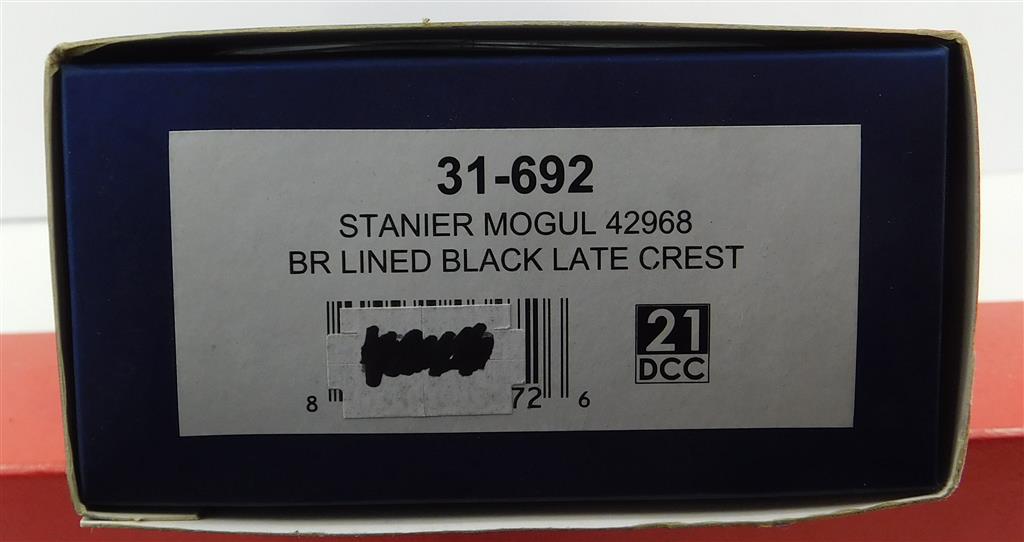 31-692
STANIER MOGUL 42968
BR LINED BLACK LATE CREST
21
DCC
8 72 6